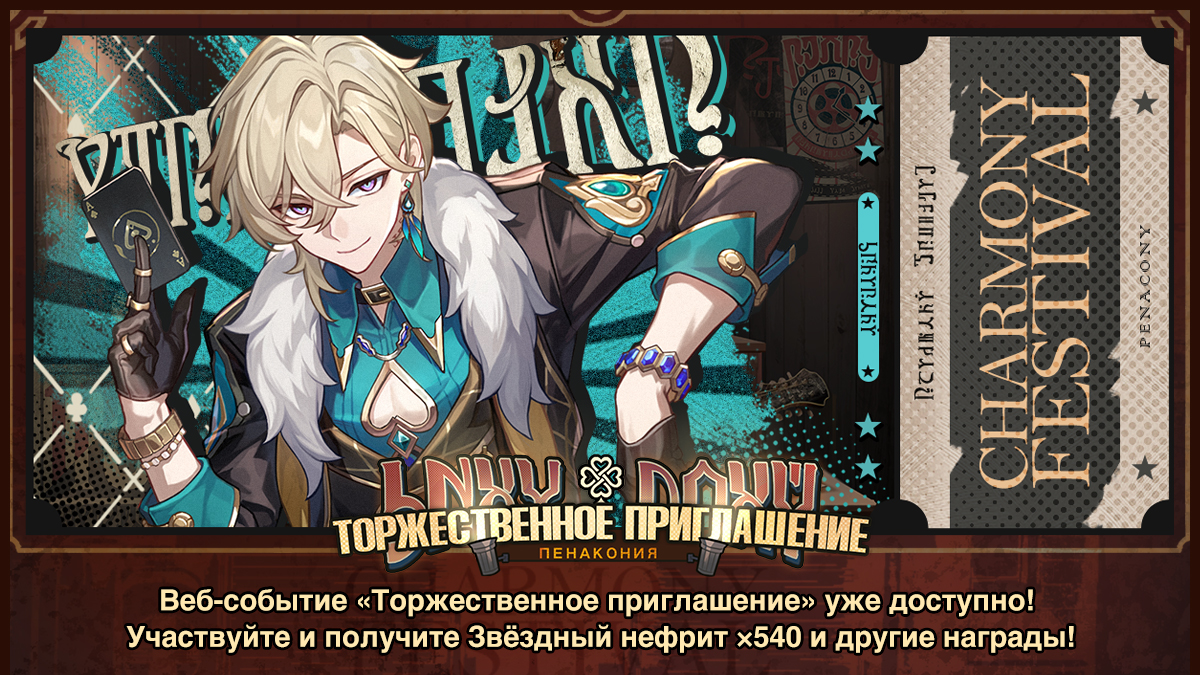 CHARMONY
FESTIVAL
PENACONY
ТОРЖЕСТВЕННОЕ ПРИГЛАШЕНИЕ
ПЕНАКОНИЯ
Веб-событие «Торжественное приглашение» уже доступно!
Участвуйте и получите Звёздный нефрит ×540 и другие награды!